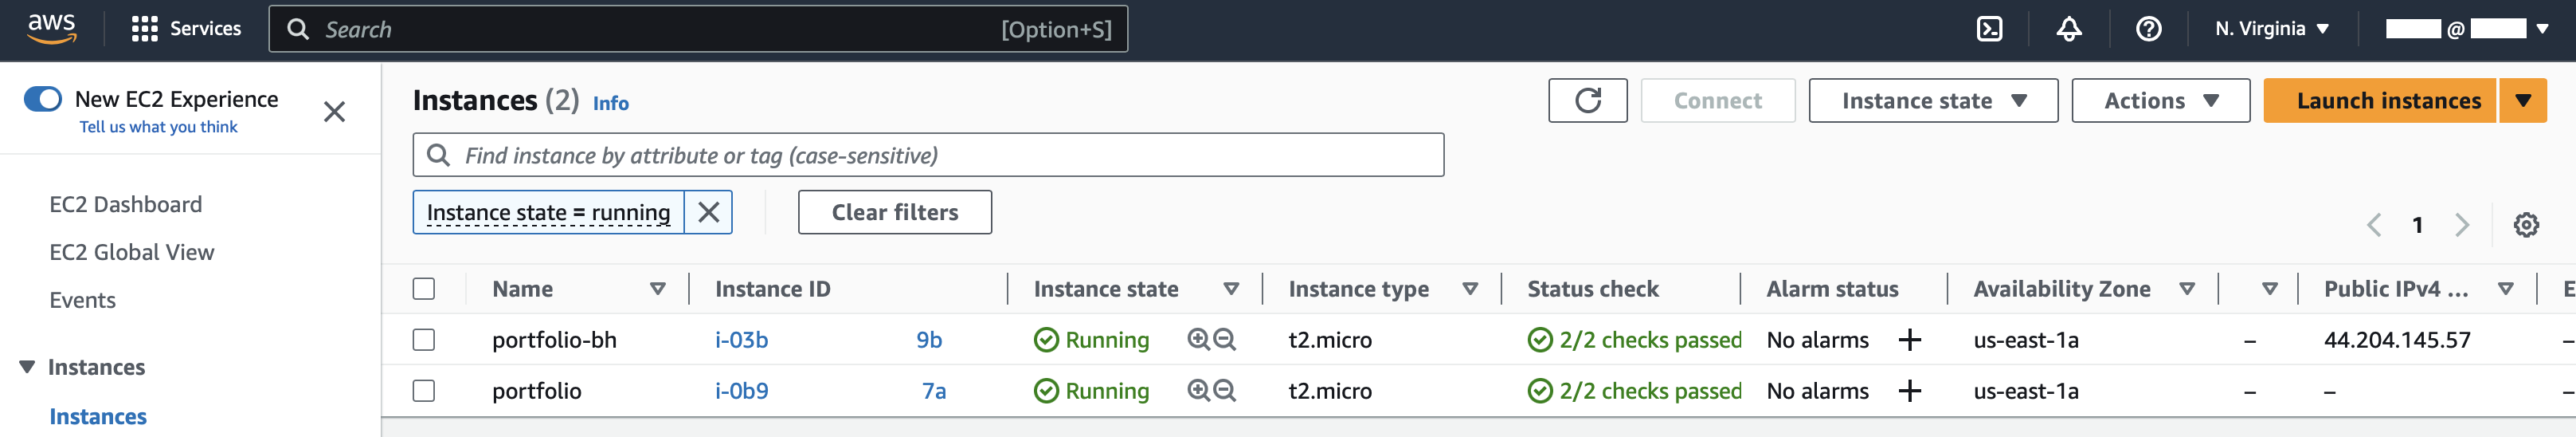 aws
Services
Search [Option+S]
N. Virginia
@
New EC2 Experience
Tell us what you think
EC2 Dashboard
EC2 Global View
Events
Instances
Instances
Instances (2) Info
Connect
Instance state
Actions
Launch instances
Find instance by attribute or tag (case-sensitive)
Instance state = running
Clear filters
1
Name Instance ID Instance state Instance type Status check Alarm status Availability Zone Public IPv4 ... E
portfolio-bh i-03b 9b Running t2.micro 2/2 checks passed No alarms + us-east-1a – 44.204.145.57 –
portfolio i-0b9 7a Running t2.micro 2/2 checks passed No alarms + us-east-1a – – –